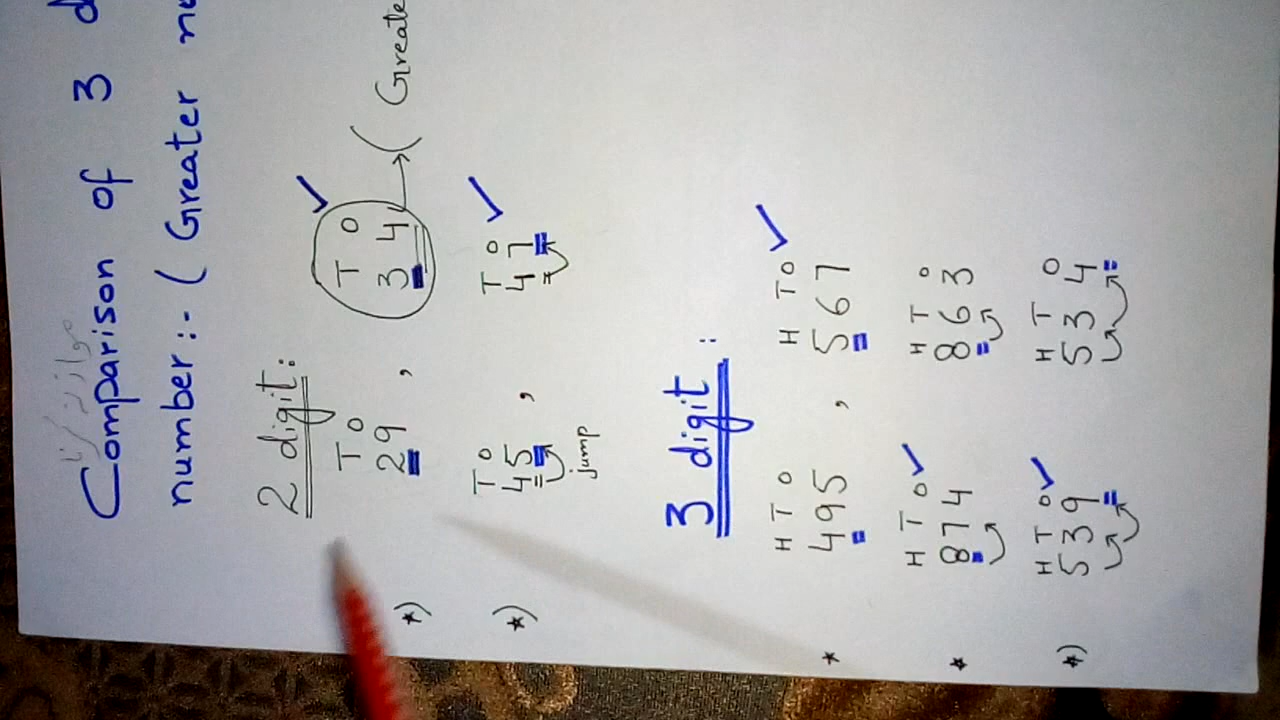 Comparison of 3 d
number:- ( Greater n
2 digit:
T O T O
29 , 34 → ( Greate
T O T O
*) 45 , 47
jump
3 digit :
H T O H T O
* 495 , 567
H T O H T O
* 874 863
H T O H T O
*) 539 534